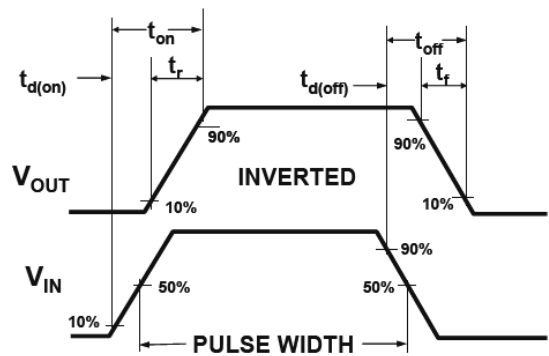 ton
toff
td(on)
tr
td(off)
tf
90%
90%
VOUT
INVERTED
10%
10%
90%
VIN
50%
50%
10%
PULSE WIDTH